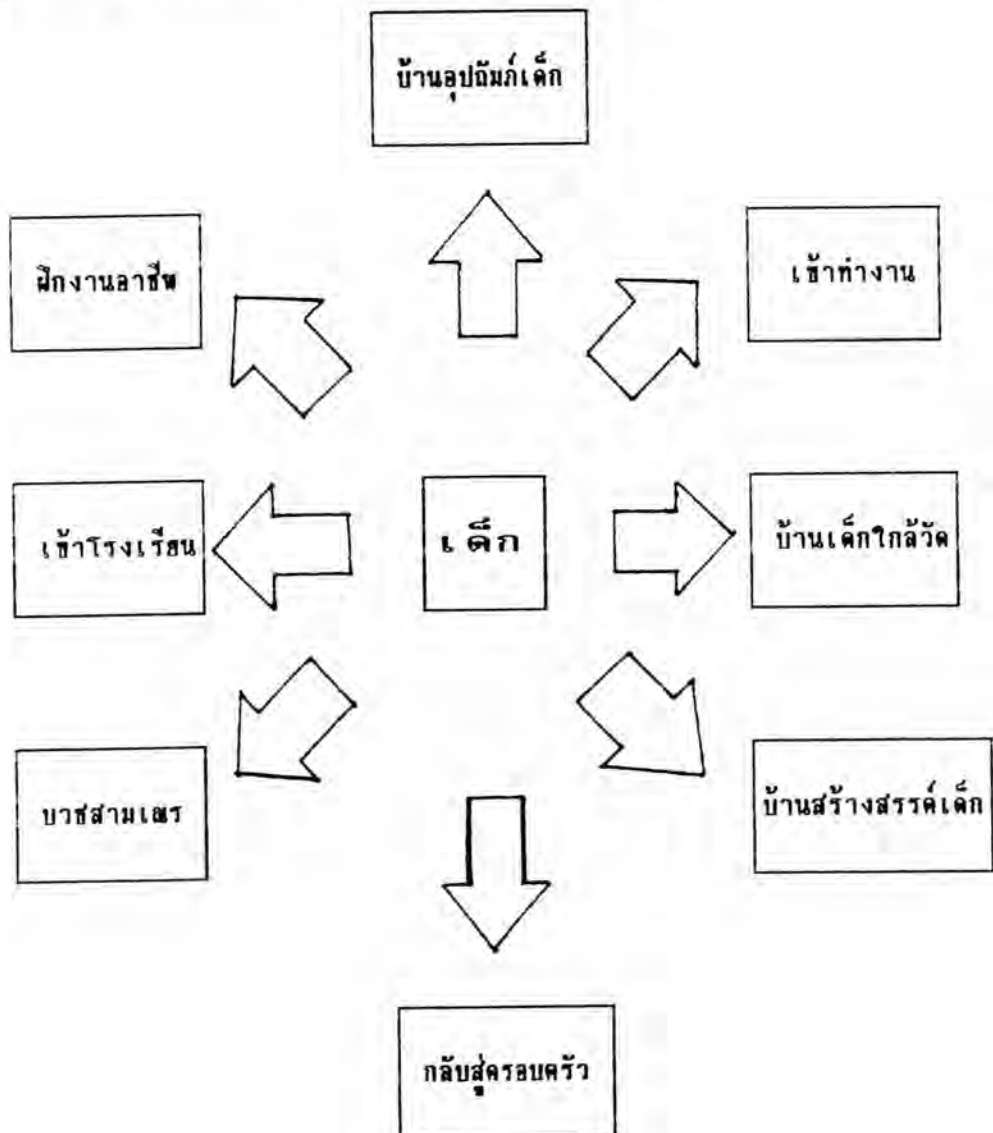 บ้านอุปถัมภ์เด็ก
ฝึกงานอาชีพ
เข้าทำงาน
เข้าโรงเรียน
เด็ก
บ้านเด็กใกล้วัด
บวชสามเณร
บ้านสร้างสรรค์เด็ก
กลับสู่ครอบครัว